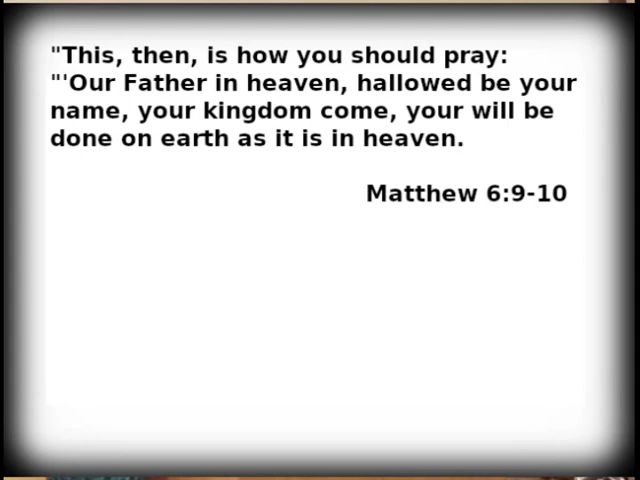 "This, then, is how you should pray:
"'Our Father in heaven, hallowed be your
name, your kingdom come, your will be
done on earth as it is in heaven.
Matthew 6:9-10